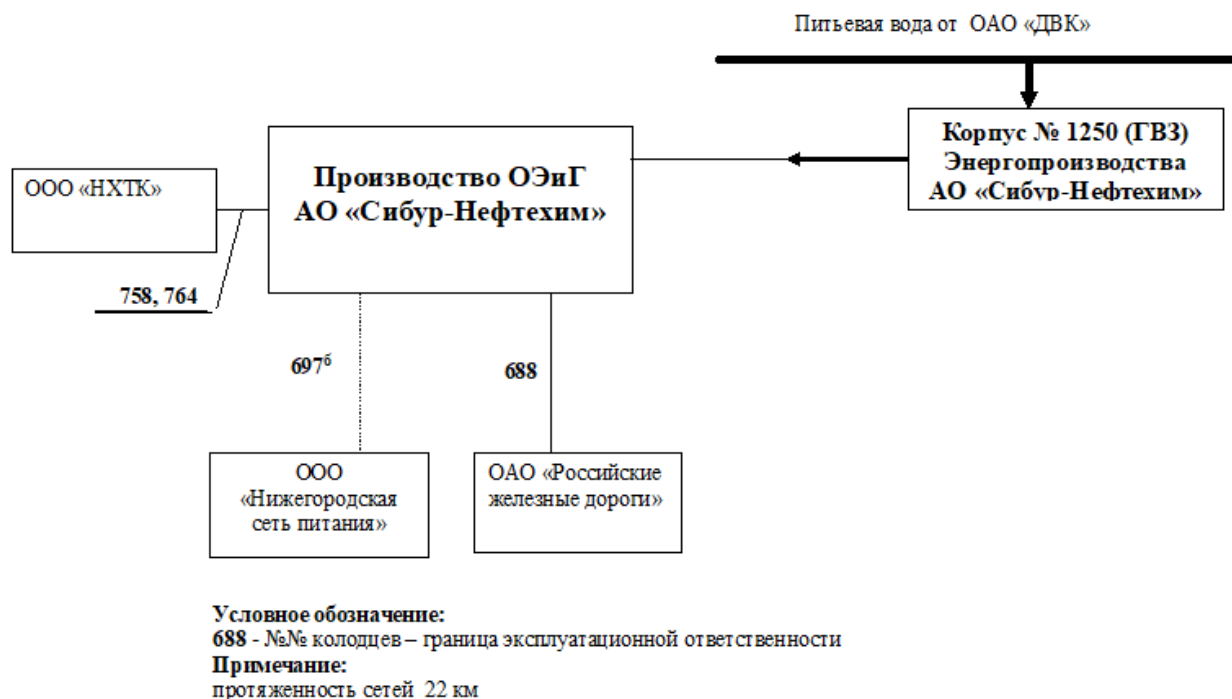 Питьевая вода от ОАО «ДВК»
Корпус № 1250 (ГВЗ)
Энергопроизводства
АО «Сибур-Нефтехим»
Производство ОЭиГ
АО «Сибур-Нефтехим»
ООО «НХТК»
758, 764
697б
688
ООО
«Нижегородская
сеть питания»
ОАО «Российские
железные дороги»
Условное обозначение:
688 - №№ колодцев – граница эксплуатационной ответственности
Примечание:
протяженность сетей 22 км